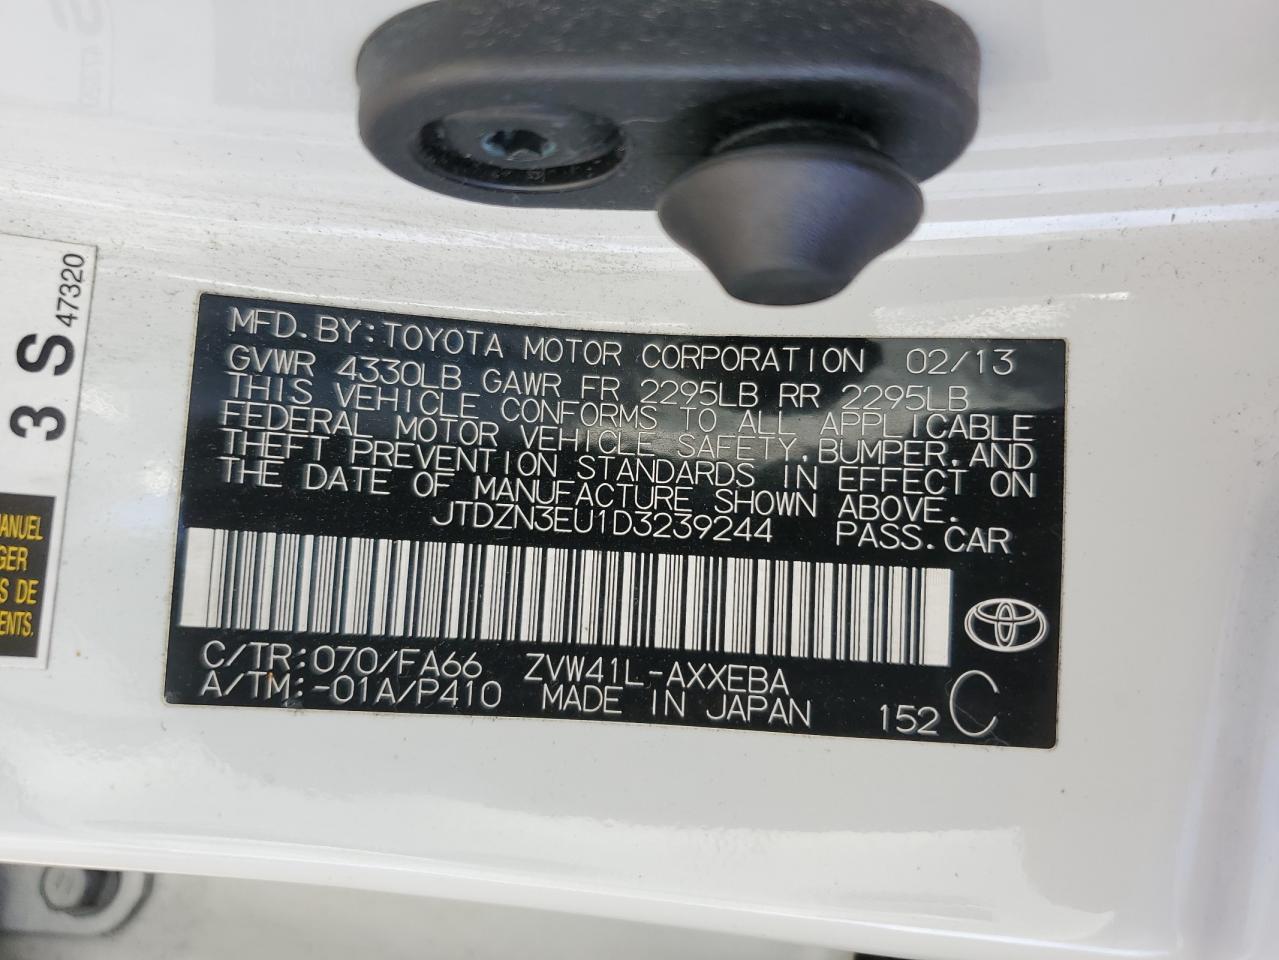 MFD.BY:TOYOTA MOTOR CORPORATION 02/13
GVWR 4330LB GAWR FR 2295LB RR 2295LB
THIS VEHICLE CONFORMS TO ALL APPLICABLE
FEDERAL MOTOR VEHICLE SAFETY,BUMPER,AND
THEFT PREVENTION STANDARDS IN EFFECT ON
THE DATE OF MANUFACTURE SHOWN ABOVE.
JTDZN3EU1D3239244 PASS.CAR
C/TR:070/FA66 ZVW41L-AXXEBA
A/TM:-01A/P410 MADE IN JAPAN 152 C
3 S 47320
MANUEL
GER
S DE
ENTS.